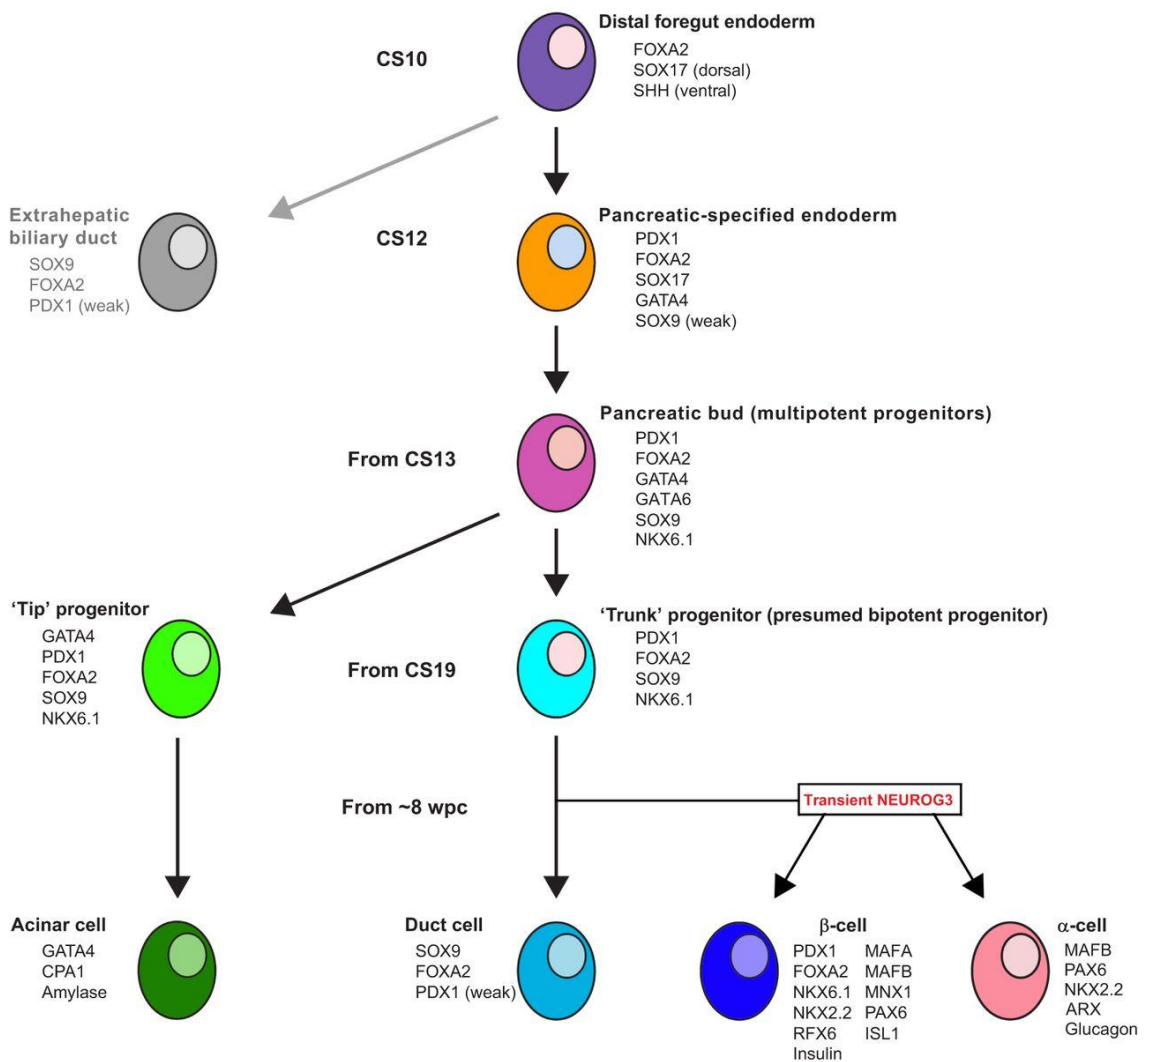 Distal foregut endoderm
CS10
FOXA2
SOX17 (dorsal)
SHH (ventral)
Extrahepatic
biliary duct
SOX9
FOXA2
PDX1 (weak)
CS12
Pancreatic-specified endoderm
PDX1
FOXA2
SOX17
GATA4
SOX9 (weak)
From CS13
Pancreatic bud (multipotent progenitors)
PDX1
FOXA2
GATA4
GATA6
SOX9
NKX6.1
‘Tip’ progenitor
GATA4
PDX1
FOXA2
SOX9
NKX6.1
From CS19
‘Trunk’ progenitor (presumed bipotent progenitor)
PDX1
FOXA2
SOX9
NKX6.1
From ~8 wpc
Transient NEUROG3
Acinar cell
GATA4
CPA1
Amylase
Duct cell
SOX9
FOXA2
PDX1 (weak)
β-cell
PDX1 MAFA
FOXA2 MAFB
NKX6.1 MNX1
NKX2.2 PAX6
RFX6 ISL1
Insulin
α-cell
MAFB
PAX6
NKX2.2
ARX
Glucagon